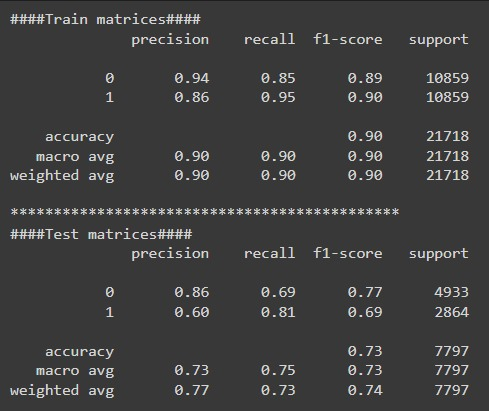 ####Train matrices####
precision recall f1-score support
0 0.94 0.85 0.89 10859
1 0.86 0.95 0.90 10859
accuracy 0.90 21718
macro avg 0.90 0.90 0.90 21718
weighted avg 0.90 0.90 0.90 21718
*********************************************
####Test matrices####
precision recall f1-score support
0 0.86 0.69 0.77 4933
1 0.60 0.81 0.69 2864
accuracy 0.73 7797
macro avg 0.73 0.75 0.73 7797
weighted avg 0.77 0.73 0.74 7797